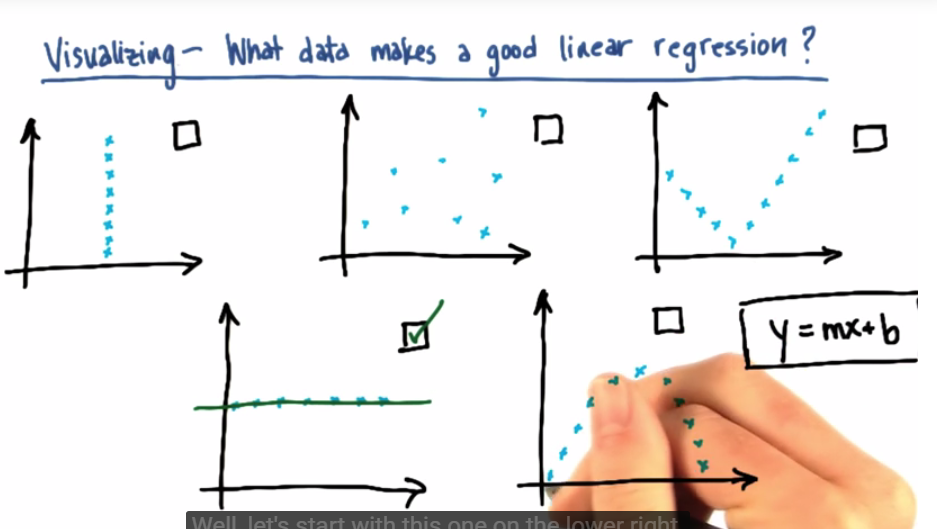 Visualizing - What data makes a good linear regression?
y = mx + b
Well, let's start with this one on the lower right.